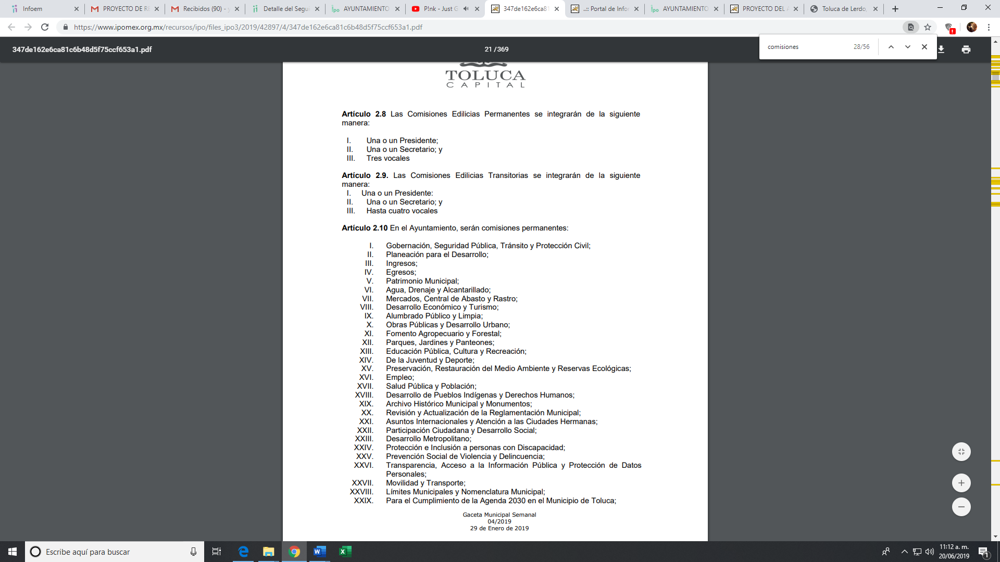 Infoem
PROYECTO DE RE
Recibidos (90) - y
Detalle del Segui
AYUNTAMIENTO
P!nk - Just G
347de162e6ca81
..:: Portal de Infor
AYUNTAMIENTO
PROYECTO DEL A
Toluca de Lerdo,
https://www.ipomex.org.mx/recursos/ipo/files_ipo3/2019/42897/4/347de162e6ca81c6b48d5f75ccf653a1.pdf
347de162e6ca81c6b48d5f75ccf653a1.pdf
21 / 369
comisiones
28/56
TOLUCA
CAPITAL
Artículo 2.8 Las Comisiones Edilicias Permanentes se integrarán de la siguiente
manera:
I. Una o un Presidente;
II. Una o un Secretario; y
III. Tres vocales
Artículo 2.9. Las Comisiones Edilicias Transitorias se integrarán de la siguiente
manera:
I. Una o un Presidente:
II. Una o un Secretario; y
III. Hasta cuatro vocales
Artículo 2.10 En el Ayuntamiento, serán comisiones permanentes:
I. Gobernación, Seguridad Pública, Tránsito y Protección Civil;
II. Planeación para el Desarrollo;
III. Ingresos;
IV. Egresos;
V. Patrimonio Municipal;
VI. Agua, Drenaje y Alcantarillado;
VII. Mercados, Central de Abasto y Rastro;
VIII. Desarrollo Económico y Turismo;
IX. Alumbrado Público y Limpia;
X. Obras Públicas y Desarrollo Urbano;
XI. Fomento Agropecuario y Forestal;
XII. Parques, Jardines y Panteones;
XIII. Educación Pública, Cultura y Recreación;
XIV. De la Juventud y Deporte;
XV. Preservación, Restauración del Medio Ambiente y Reservas Ecológicas;
XVI. Empleo;
XVII. Salud Pública y Población;
XVIII. Desarrollo de Pueblos Indígenas y Derechos Humanos;
XIX. Archivo Histórico Municipal y Monumentos;
XX. Revisión y Actualización de la Reglamentación Municipal;
XXI. Asuntos Internacionales y Atención a las Ciudades Hermanas;
XXII. Participación Ciudadana y Desarrollo Social;
XXIII. Desarrollo Metropolitano;
XXIV. Protección e Inclusión a personas con Discapacidad;
XXV. Prevención Social de Violencia y Delincuencia;
XXVI. Transparencia, Acceso a la Información Pública y Protección de Datos
Personales;
XXVII. Movilidad y Transporte;
XXVIII. Límites Municipales y Nomenclatura Municipal;
XXIX. Para el Cumplimiento de la Agenda 2030 en el Municipio de Toluca;
Gaceta Municipal Semanal
04/2019
29 de Enero de 2019
Escribe aquí para buscar
11:12 a. m.
20/06/2019
1